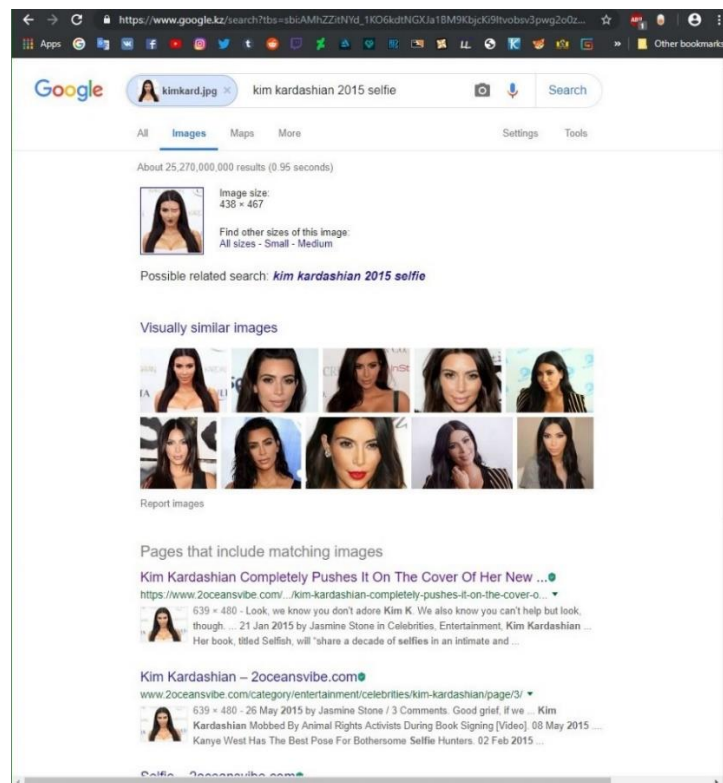 https://www.google.kz/search?tbs=sbi:AMhZZitNYd_1KO6kdtNGXJa1BM9KbjcKi9Itvobsv3pwg2o0z...
Apps
Other bookmarks
Google
kimkard.jpg × kim kardashian 2015 selfie Search
All Images Maps More Settings Tools
About 25,270,000,000 results (0.95 seconds)
Image size:
438 × 467
Find other sizes of this image:
All sizes - Small - Medium
Possible related search: kim kardashian 2015 selfie
Visually similar images
Report images
Pages that include matching images
Kim Kardashian Completely Pushes It On The Cover Of Her New ...
https://www.2oceansvibe.com/.../kim-kardashian-completely-pushes-it-on-the-cover-o...
639 × 480 - Look, we know you don't adore Kim K. We also know you can't help but look,
though. ... 21 Jan 2015 by Jasmine Stone in Celebrities, Entertainment, Kim Kardashian ...
Her book, titled Selfish, will "share a decade of selfies in an intimate and ...
Kim Kardashian – 2oceansvibe.com
www.2oceansvibe.com/category/entertainment/celebrities/kim-kardashian/page/3/
639 × 480 - 26 May 2015 by Jasmine Stone / 3 Comments. Good grief, if we ... Kim
Kardashian Mobbed By Animal Rights Activists During Book Signing [Video]. 08 May 2015 ...
Kanye West Has The Best Pose For Bothersome Selfie Hunters. 02 Feb 2015 ...
Selfie – 2oceansvibe.com